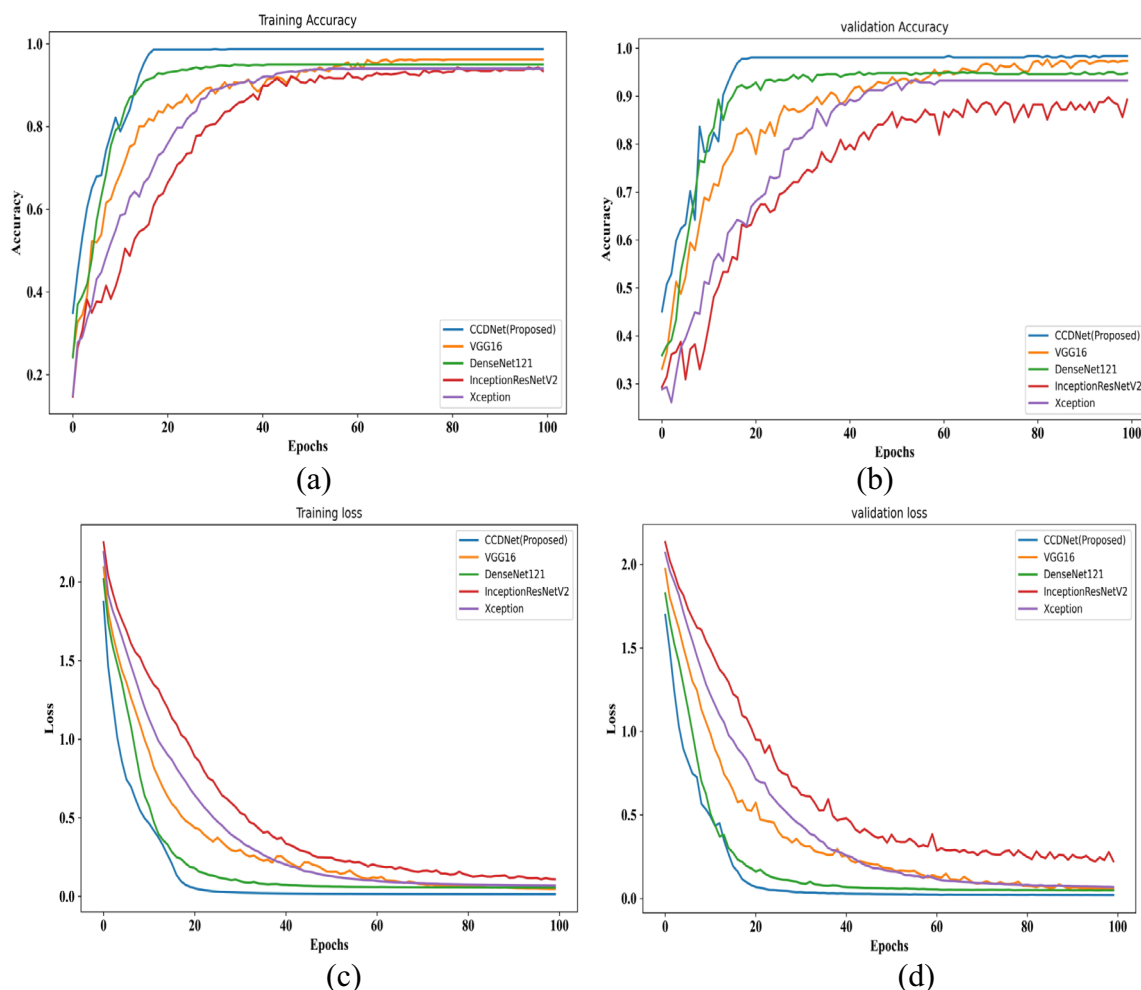 Training Accuracy
1.0
0.8
0.6
0.4
0.2
Accuracy
0 20 40 60 80 100
Epochs
CCDNet(Proposed)
VGG16
DenseNet121
InceptionResNetV2
Xception
(a)
validation Accuracy
1.0
0.9
0.8
0.7
0.6
0.5
0.4
0.3
Accuracy
0 20 40 60 80 100
Epochs
CCDNet(Proposed)
VGG16
DenseNet121
InceptionResNetV2
Xception
(b)
Training loss
2.0
1.5
1.0
0.5
0.0
Loss
0 20 40 60 80 100
Epochs
CCDNet(Proposed)
VGG16
DenseNet121
InceptionResNetV2
Xception
(c)
validation loss
2.0
1.5
1.0
0.5
0.0
Loss
0 20 40 60 80 100
Epochs
CCDNet(Proposed)
VGG16
DenseNet121
InceptionResNetV2
Xception
(d)